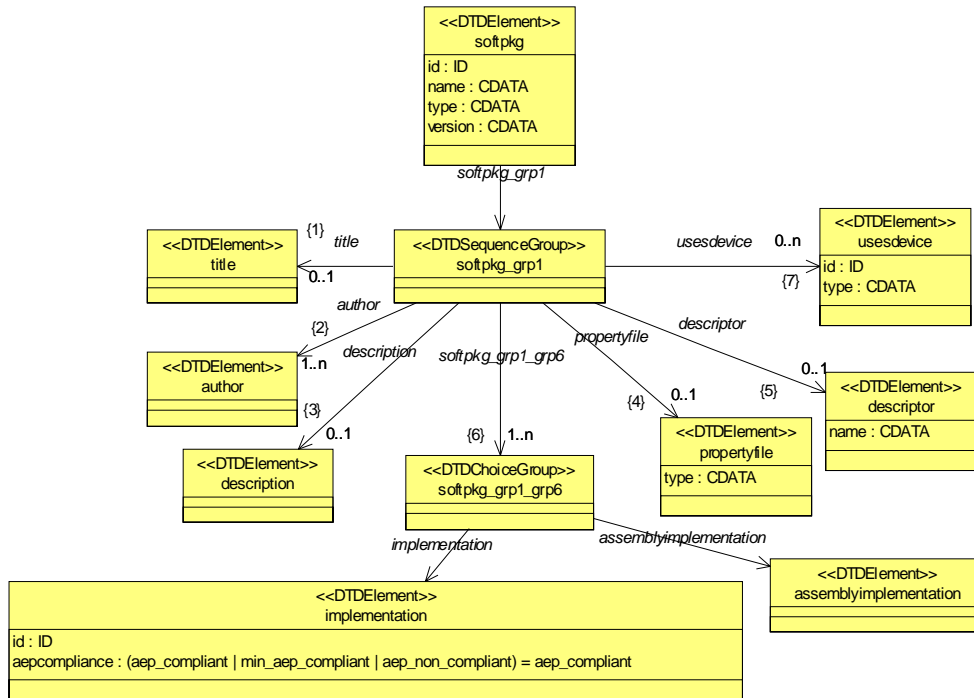 <<DTDElement>>
softpkg
id : ID
name : CDATA
type : CDATA
version : CDATA
softpkg_grp1
<<DTDElement>>
title
{1}
title
0..1
<<DTDSequenceGroup>>
softpkg_grp1
usesdevice
0..n
{7}
<<DTDElement>>
usesdevice
id : ID
type : CDATA
author
{2}
1..n
<<DTDElement>>
author
description
{3}
0..1
<<DTDElement>>
description
softpkg_grp1_grp6
{6}
1..n
<<DTDChoiceGroup>>
softpkg_grp1_grp6
propertyfile
{4}
0..1
<<DTDElement>>
propertyfile
type : CDATA
descriptor
{5}
0..1
<<DTDElement>>
descriptor
name : CDATA
implementation
assemblyimplementation
<<DTDElement>>
implementation
id : ID
aepcompliance : (aep_compliant | min_aep_compliant | aep_non_compliant) = aep_compliant
<<DTDElement>>
assemblyimplementation